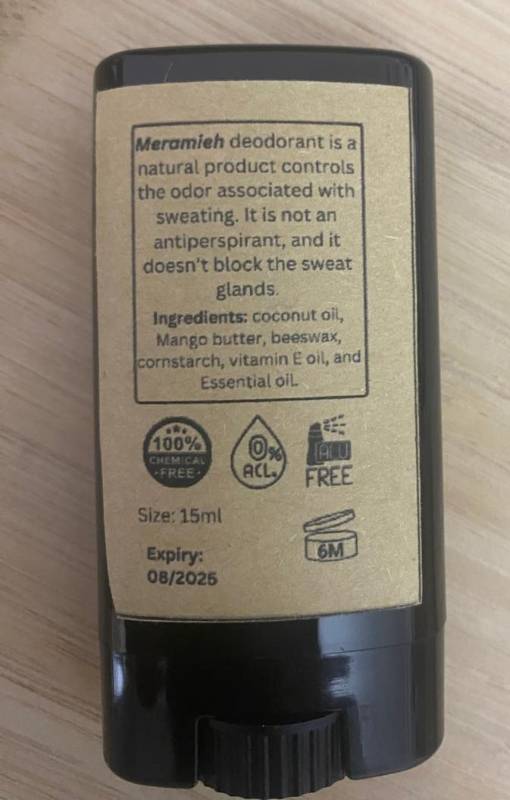 Meramieh deodorant is a
natural product controls
the odor associated with
sweating. It is not an
antiperspirant, and it
doesn't block the sweat
glands.
Ingredients: coconut oil,
Mango butter, beeswax,
cornstarch, vitamin E oil, and
Essential oil.
100%
CHEMICAL
FREE
0%
ACL.
ALU
FREE
Size: 15ml
6M
Expiry:
08/2025